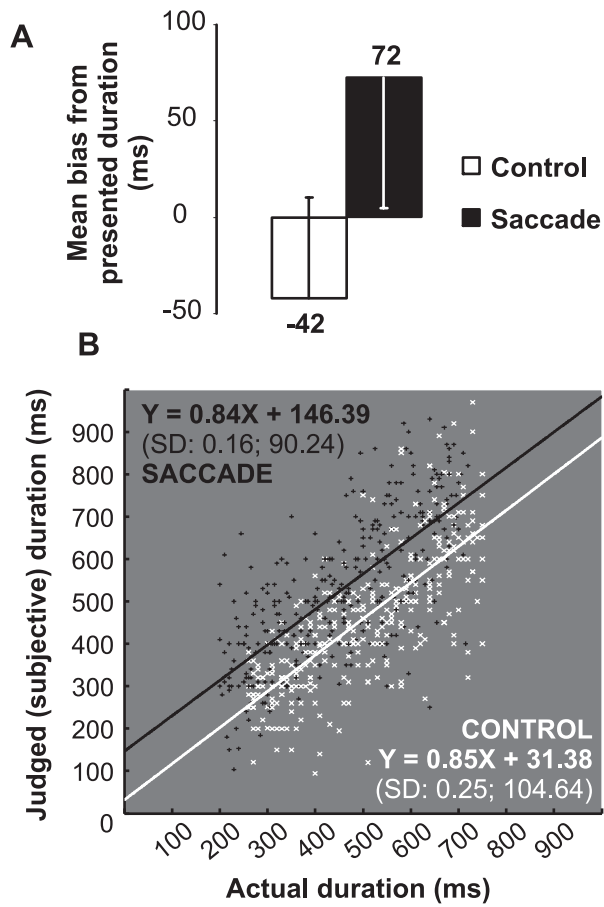 A
Mean bias from
presented duration
(ms)
100
50
0
-50
72
-42
Control
Saccade
B
Judged (subjective) duration (ms)
900
800
700
600
500
400
300
200
100
0
Y = 0.84X + 146.39
(SD: 0.16; 90.24)
SACCADE
CONTROL
Y = 0.85X + 31.38
(SD: 0.25; 104.64)
100
200
300
400
500
600
700
800
900
Actual duration (ms)